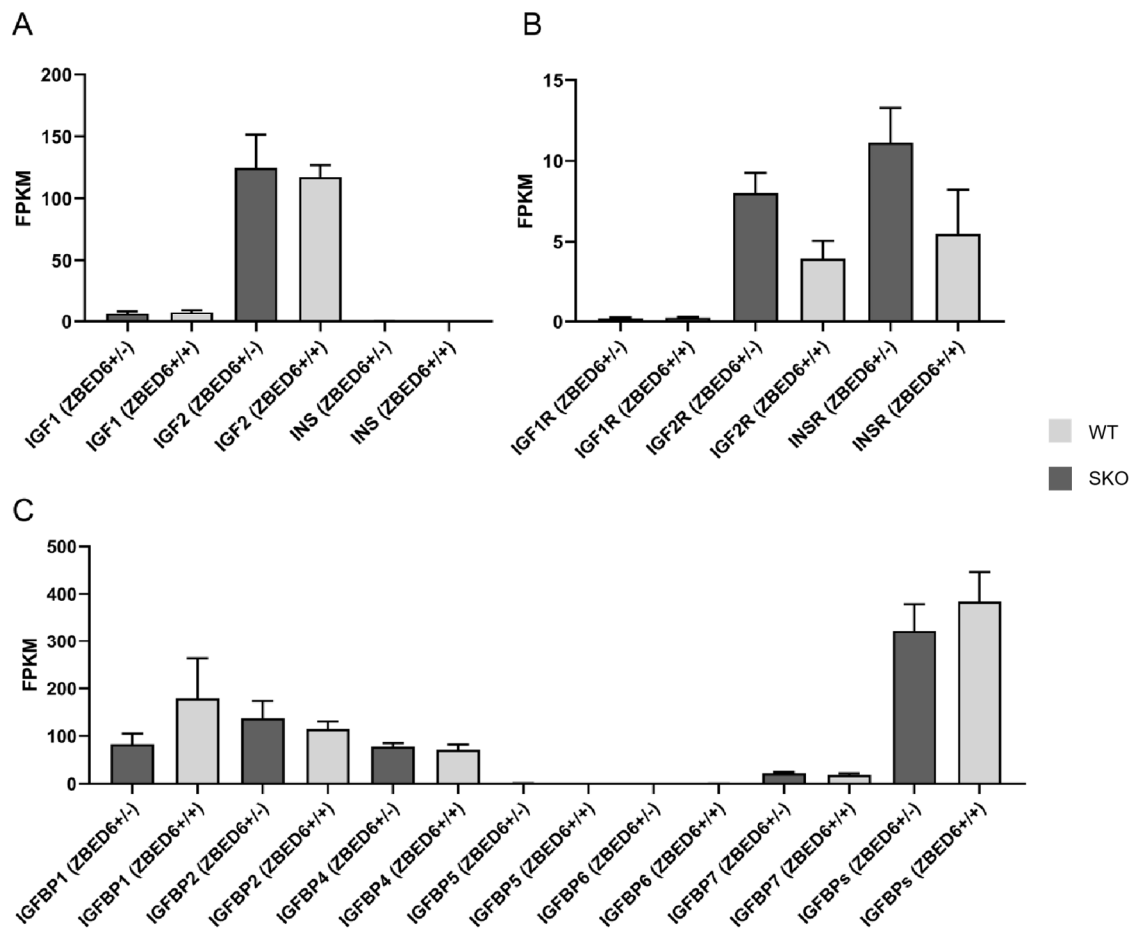 A
FPKM
200
150
100
50
0
IGF1 (ZBED6+/-)
IGF1 (ZBED6+/+)
IGF2 (ZBED6+/-)
IGF2 (ZBED6+/+)
INS (ZBED6+/-)
INS (ZBED6+/+)
B
FPKM
15
10
5
0
IGF1R (ZBED6+/-)
IGF1R (ZBED6+/+)
IGF2R (ZBED6+/-)
IGF2R (ZBED6+/+)
INSR (ZBED6+/-)
INSR (ZBED6+/+)
WT
SKO
C
FPKM
500
400
300
200
100
0
IGFBP1 (ZBED6+/-)
IGFBP1 (ZBED6+/+)
IGFBP2 (ZBED6+/-)
IGFBP2 (ZBED6+/+)
IGFBP4 (ZBED6+/-)
IGFBP4 (ZBED6+/+)
IGFBP5 (ZBED6+/-)
IGFBP5 (ZBED6+/+)
IGFBP6 (ZBED6+/-)
IGFBP6 (ZBED6+/+)
IGFBP7 (ZBED6+/-)
IGFBP7 (ZBED6+/+)
IGFBPs (ZBED6+/-)
IGFBPs (ZBED6+/+)